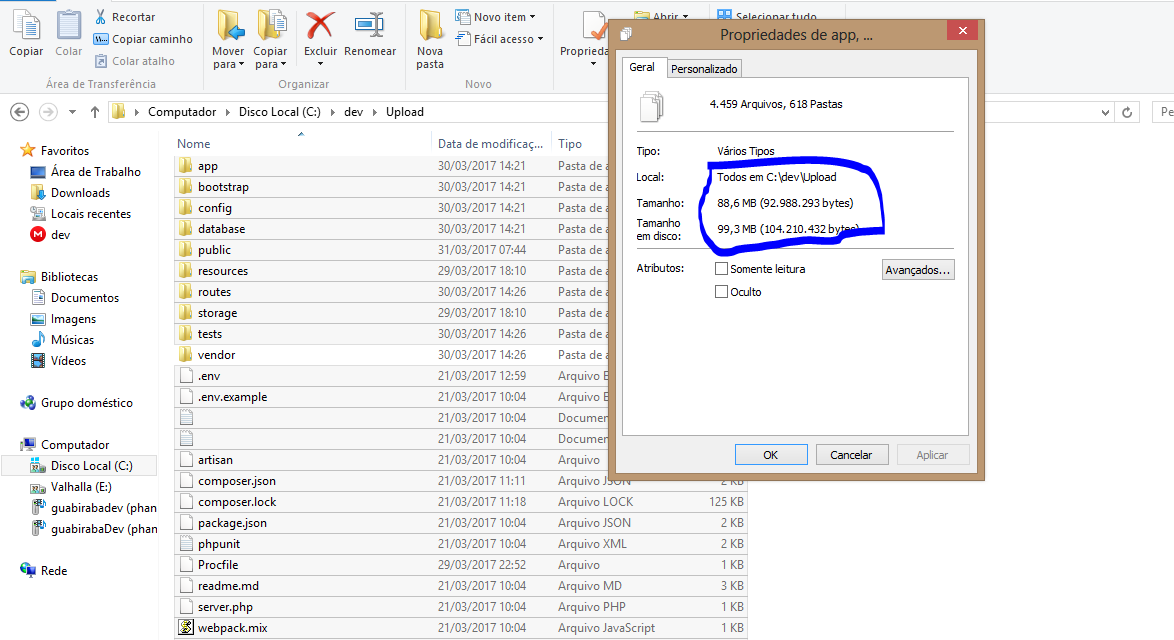 Copiar
Colar
Recortar
Copiar caminho
Colar atalho
Área de Transferência
Mover para
Copiar para
Excluir
Renomear
Organizar
Nova pasta
Novo item
Fácil acesso
Novo
Abrir
Selecionar tudo
Computador
Disco Local (C:)
dev
Upload
Pe
Favoritos
Área de Trabalho
Downloads
Locais recentes
dev
Bibliotecas
Documentos
Imagens
Músicas
Vídeos
Grupo doméstico
Computador
Disco Local (C:)
Valhalla (E:)
guabirabadev (phan
guabirabaDev (phan
Rede
Nome Data de modificaç... Tipo
app 30/03/2017 14:21 Pasta de a
bootstrap 30/03/2017 14:21 Pasta de a
config 30/03/2017 14:21 Pasta de a
database 30/03/2017 14:21 Pasta de a
public 31/03/2017 07:44 Pasta de a
resources 29/03/2017 18:10 Pasta de a
routes 30/03/2017 14:26 Pasta de a
storage 29/03/2017 18:10 Pasta de a
tests 30/03/2017 14:26 Pasta de a
vendor 30/03/2017 14:26 Pasta de a
.env 21/03/2017 12:59 Arquivo E
.env.example 21/03/2017 10:04 Arquivo E
21/03/2017 10:04 Documen
21/03/2017 10:04 Documen
artisan 21/03/2017 10:04 Arquivo
composer.json 21/03/2017 11:11 Arquivo JSON 2 KB
composer.lock 21/03/2017 11:18 Arquivo LOCK 125 KB
package.json 21/03/2017 10:04 Arquivo JSON 2 KB
phpunit 21/03/2017 10:04 Arquivo XML 2 KB
Procfile 29/03/2017 22:52 Arquivo 1 KB
readme.md 21/03/2017 10:04 Arquivo MD 3 KB
server.php 21/03/2017 10:04 Arquivo PHP 1 KB
webpack.mix 21/03/2017 10:04 Arquivo JavaScript 1 KB
Proprieda
Propriedades de app, ...
Geral
Personalizado
4.459 Arquivos, 618 Pastas
Tipo: Vários Tipos
Local: Todos em C:\dev\Upload
Tamanho: 88,6 MB (92.988.293 bytes)
Tamanho em disco: 99,3 MB (104.210.432 bytes)
Atributos: Somente leitura
Avançados...
Oculto
OK
Cancelar
Aplicar